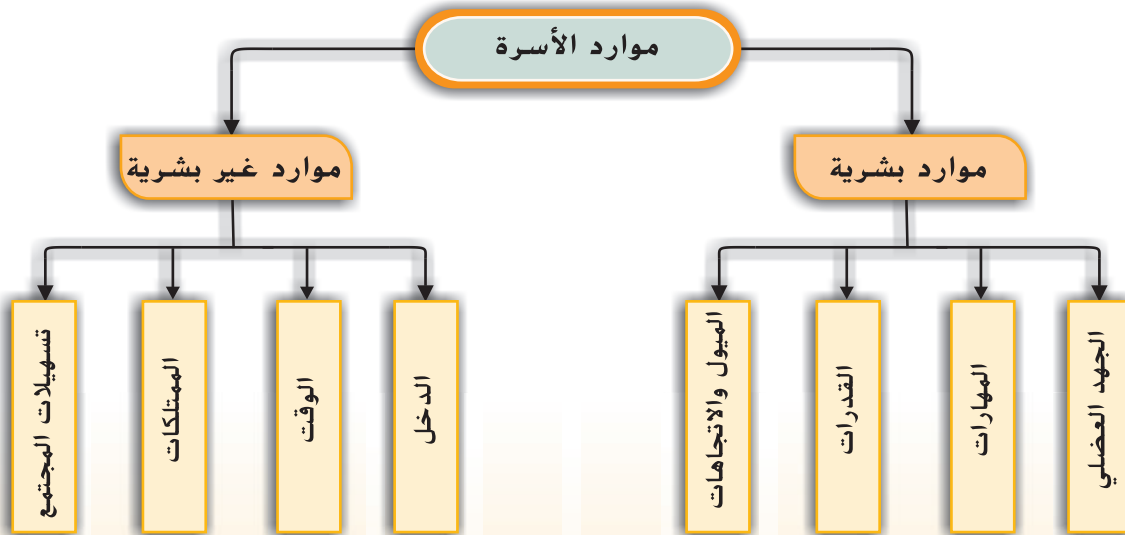 موارد الأسرة
موارد بشرية
موارد غير بشرية
الجهد العضلي
المهارات
القدرات
الميول والاتجاهات
الدخل
الوقت
الممتلكات
تسهيلات المجتمع